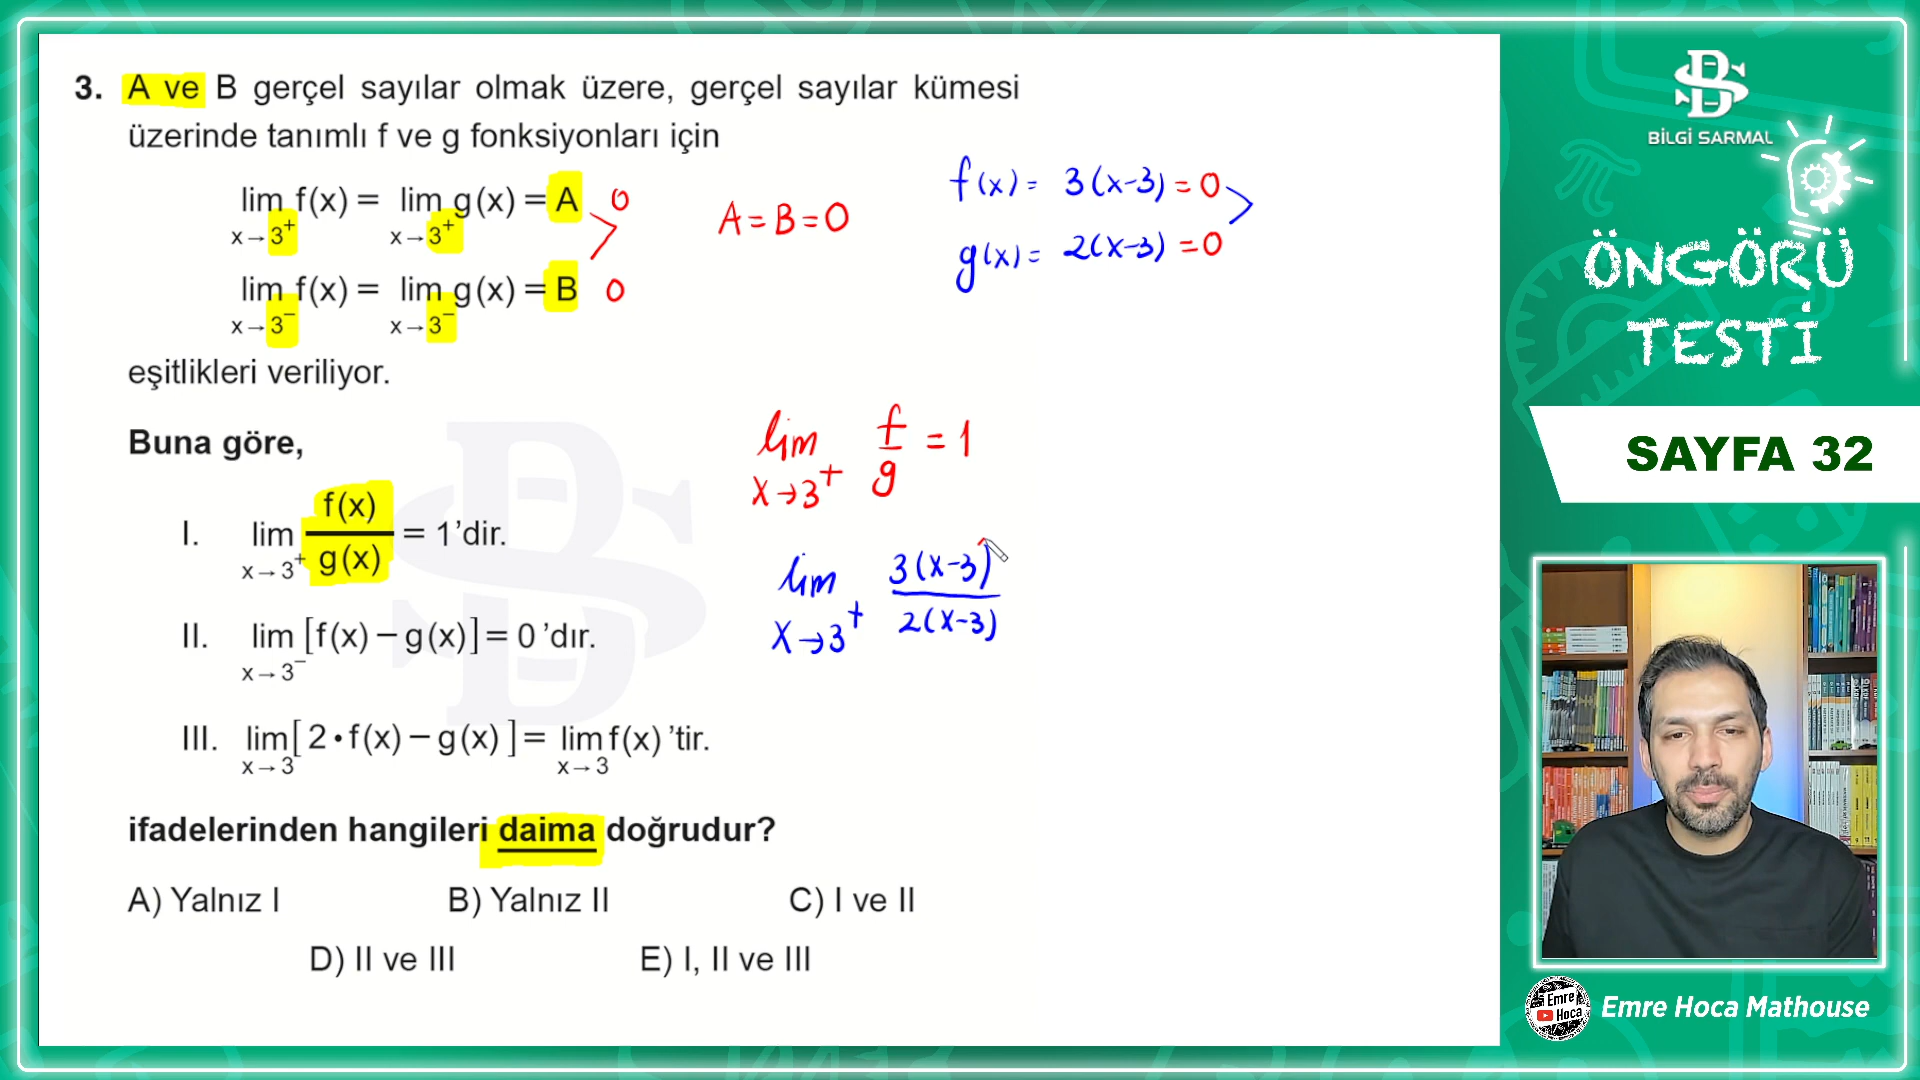 3. A ve B gerçel sayılar olmak üzere, gerçel sayılar kümesi
üzerinde tanımlı f ve g fonksiyonları için
lim f(x) = lim g(x) = A 0
x→3⁺ x→3⁺
lim f(x) = lim g(x) = B 0
x→3⁻ x→3⁻
A = B = 0
f(x) = 3(x-3) = 0
g(x) = 2(x-3) = 0
eşitlikleri veriliyor.
Buna göre,
I. lim f(x)/g(x) = 1'dir.
x→3⁺
II. lim [f(x) – g(x)] = 0 'dır.
x→3⁻
III. lim [ 2 • f(x) – g(x) ] = lim f(x) 'tir.
x→3 x→3
ifadelerinden hangileri daima doğrudur?
A) Yalnız I B) Yalnız II C) I ve II
D) II ve III E) I, II ve III
lim f/g = 1
x→3⁺
lim 3(x-3)/2(x-3)
x→3⁺
BİLGİ SARMAL
ÖNGÖRÜ
TESTİ
SAYFA 32
Emre
Hoca
Emre Hoca Mathouse